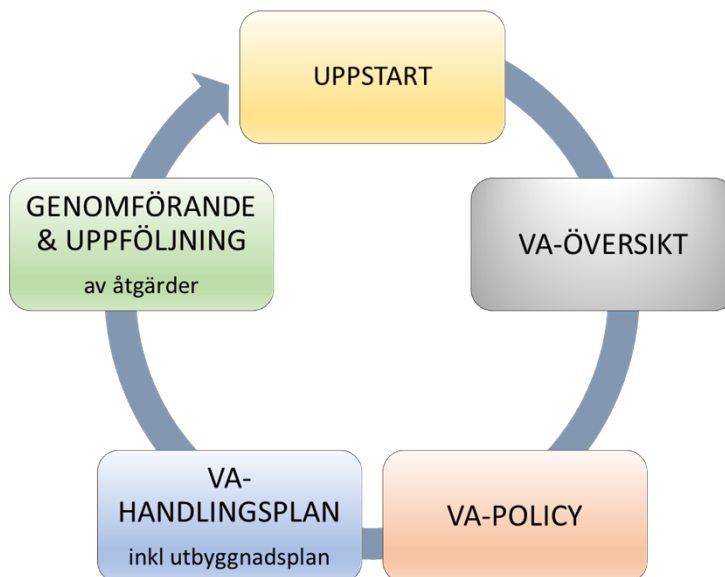 UPPSTART
VA-ÖVERSIKT
VA-POLICY
VA-
HANDLINGSPLAN
inkl utbyggnadsplan
GENOMFÖRANDE
& UPPFÖLJNING
av åtgärder